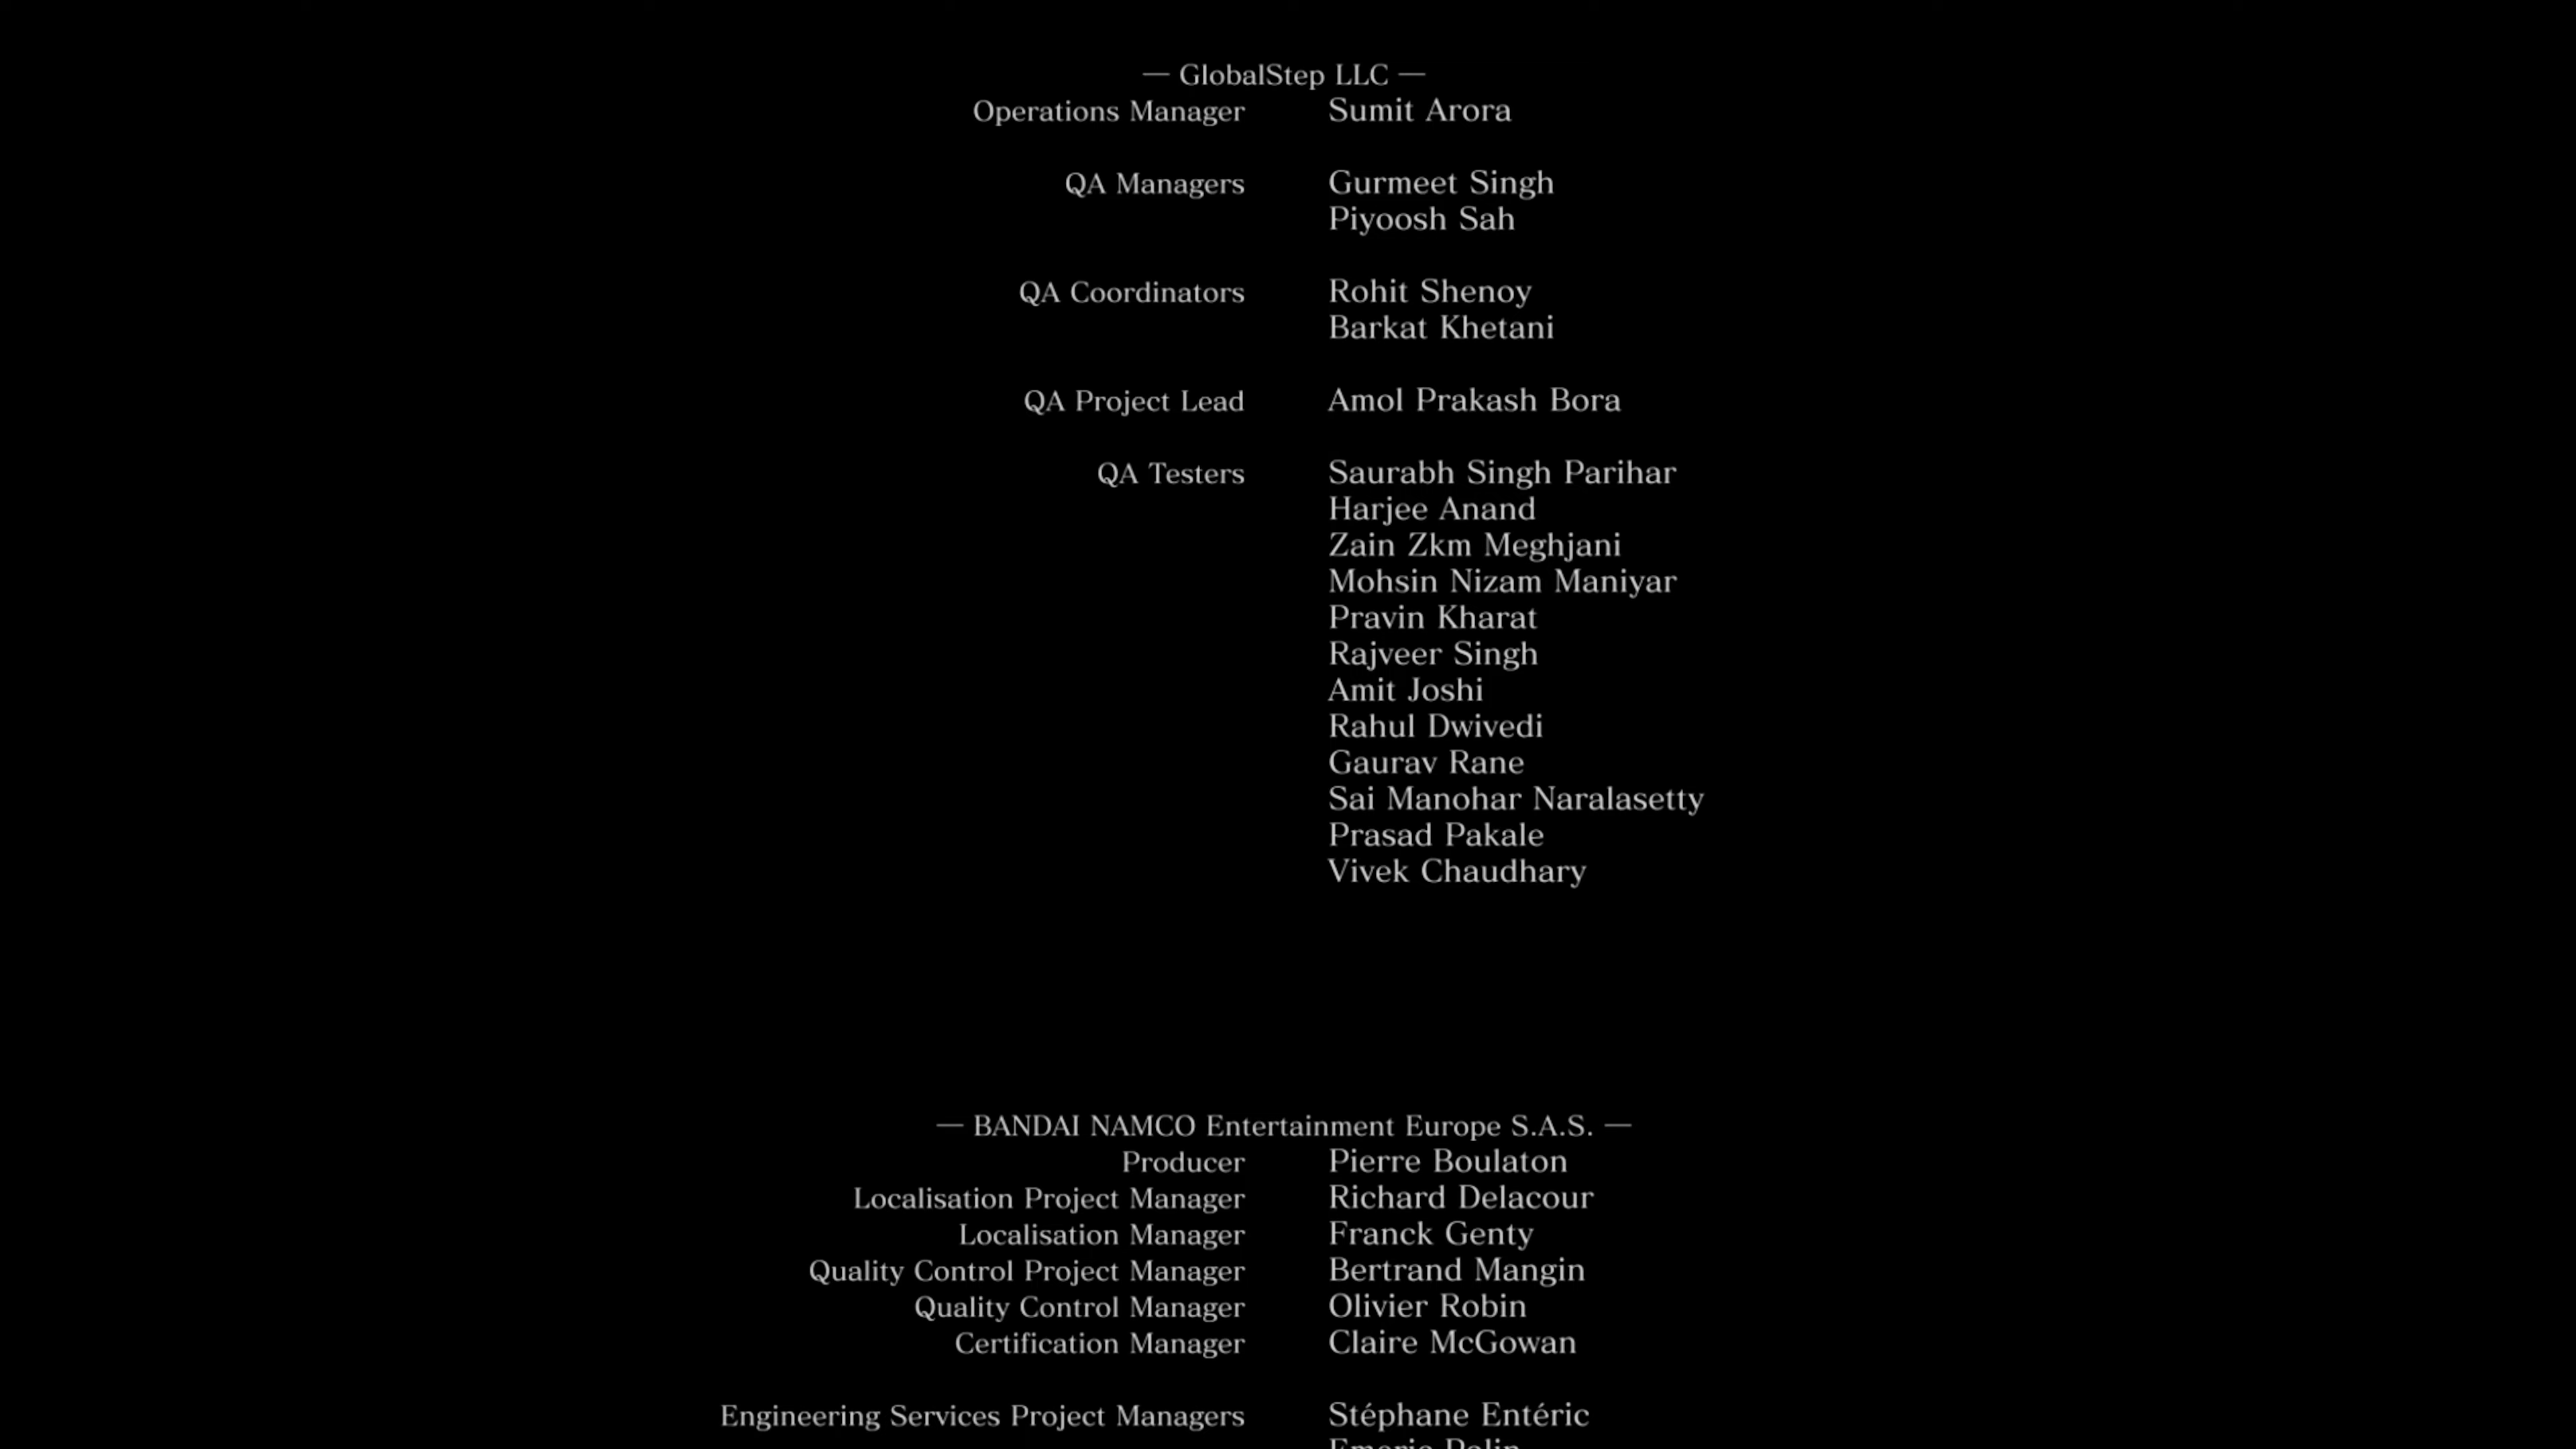 — GlobalStep LLC —
Operations Manager Sumit Arora
QA Managers Gurmeet Singh
Piyoosh Sah
QA Coordinators Rohit Shenoy
Barkat Khetani
QA Project Lead Amol Prakash Bora
QA Testers Saurabh Singh Parihar
Harjee Anand
Zain Zkm Meghjani
Mohsin Nizam Maniyar
Pravin Kharat
Rajveer Singh
Amit Joshi
Rahul Dwivedi
Gaurav Rane
Sai Manohar Naralasetty
Prasad Pakale
Vivek Chaudhary
— BANDAI NAMCO Entertainment Europe S.A.S. —
Producer Pierre Boulaton
Localisation Project Manager Richard Delacour
Localisation Manager Franck Genty
Quality Control Project Manager Bertrand Mangin
Quality Control Manager Olivier Robin
Certification Manager Claire McGowan
Engineering Services Project Managers Stéphane Entéric